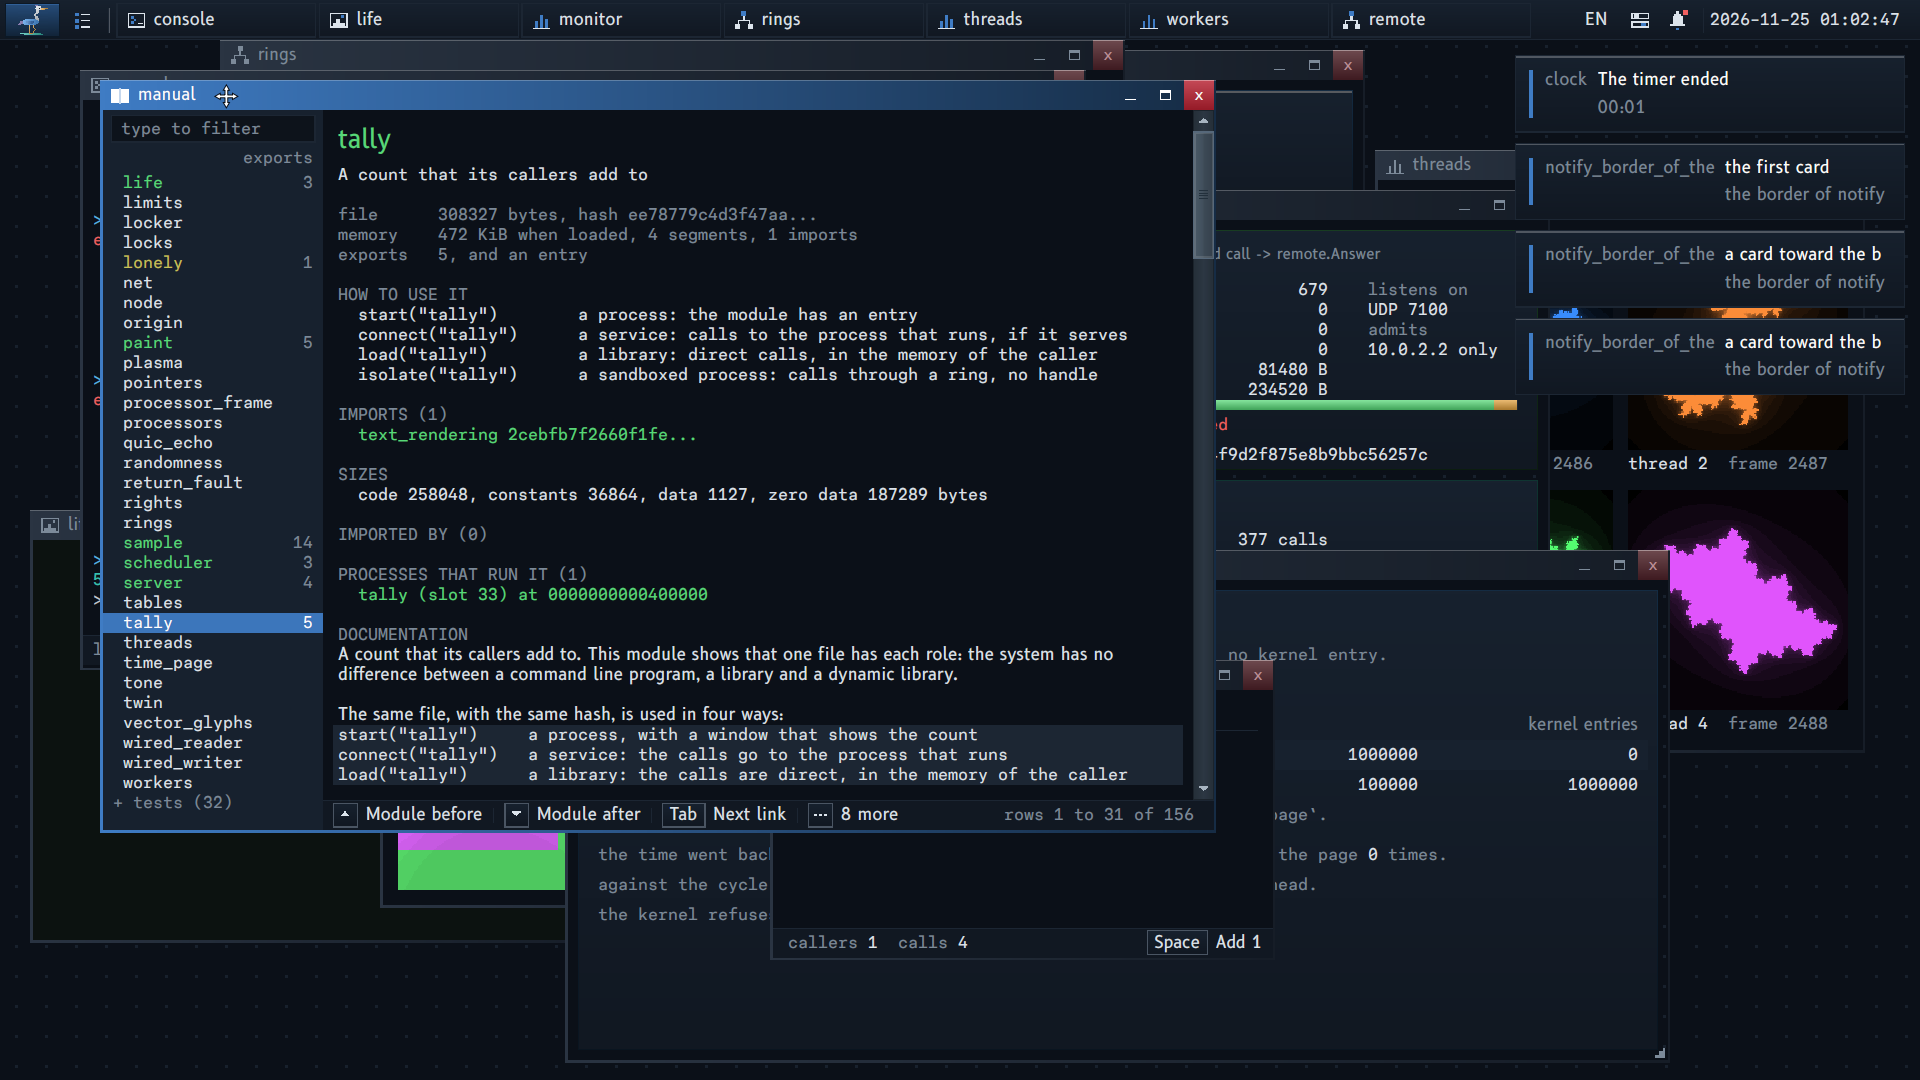 console
life
monitor
rings
threads
workers
remote
EN
2026-11-25 01:02:47
rings
manual
type to filter
exports
life 3
limits
locker
locks
lonely 1
net
node
origin
paint 5
plasma
pointers
processor_frame
processors
quic_echo
randomness
return_fault
rights
rings
sample 14
scheduler 3
server 4
tables
tally 5
threads
time_page
tone
twin
vector_glyphs
wired_reader
wired_writer
workers
+ tests (32)
tally
A count that its callers add to
file 308327 bytes, hash ee78779c4d3f47aa...
memory 472 KiB when loaded, 4 segments, 1 imports
exports 5, and an entry
HOW TO USE IT
start("tally") a process: the module has an entry
connect("tally") a service: calls to the process that runs, if it serves
load("tally") a library: direct calls, in the memory of the caller
isolate("tally") a sandboxed process: calls through a ring, no handle
IMPORTS (1)
text_rendering 2cebfb7f2660f1fe...
SIZES
code 258048, constants 36864, data 1127, zero data 187289 bytes
IMPORTED BY (0)
PROCESSES THAT RUN IT (1)
tally (slot 33) at 0000000000400000
DOCUMENTATION
A count that its callers add to. This module shows that one file has each role: the system has no
difference between a command line program, a library and a dynamic library.
The same file, with the same hash, is used in four ways:
start("tally") a process, with a window that shows the count
connect("tally") a service: the calls go to the process that runs
load("tally") a library: the calls are direct, in the memory of the caller
Module before
Module after
Tab Next link
8 more
rows 1 to 31 of 156
threads
clock The timer ended
00:01
notify_border_of_the the first card
the border of notify
notify_border_of_the a card toward the b
the border of notify
notify_border_of_the a card toward the b
the border of notify
call -> remote.Answer
679 listens on
0 UDP 7100
0 admits
0 10.0.2.2 only
81480 B
234520 B
ed
f9d2f875e8b9bbc56257c
377 calls
2486 thread 2 frame 2487
ad 4 frame 2488
no kernel entry.
kernel entries
1000000 0
100000 1000000
age`.
the time went bac
the page 0 times.
against the cycle
ead.
the kernel refuse
callers 1 calls 4
Space Add 1
li